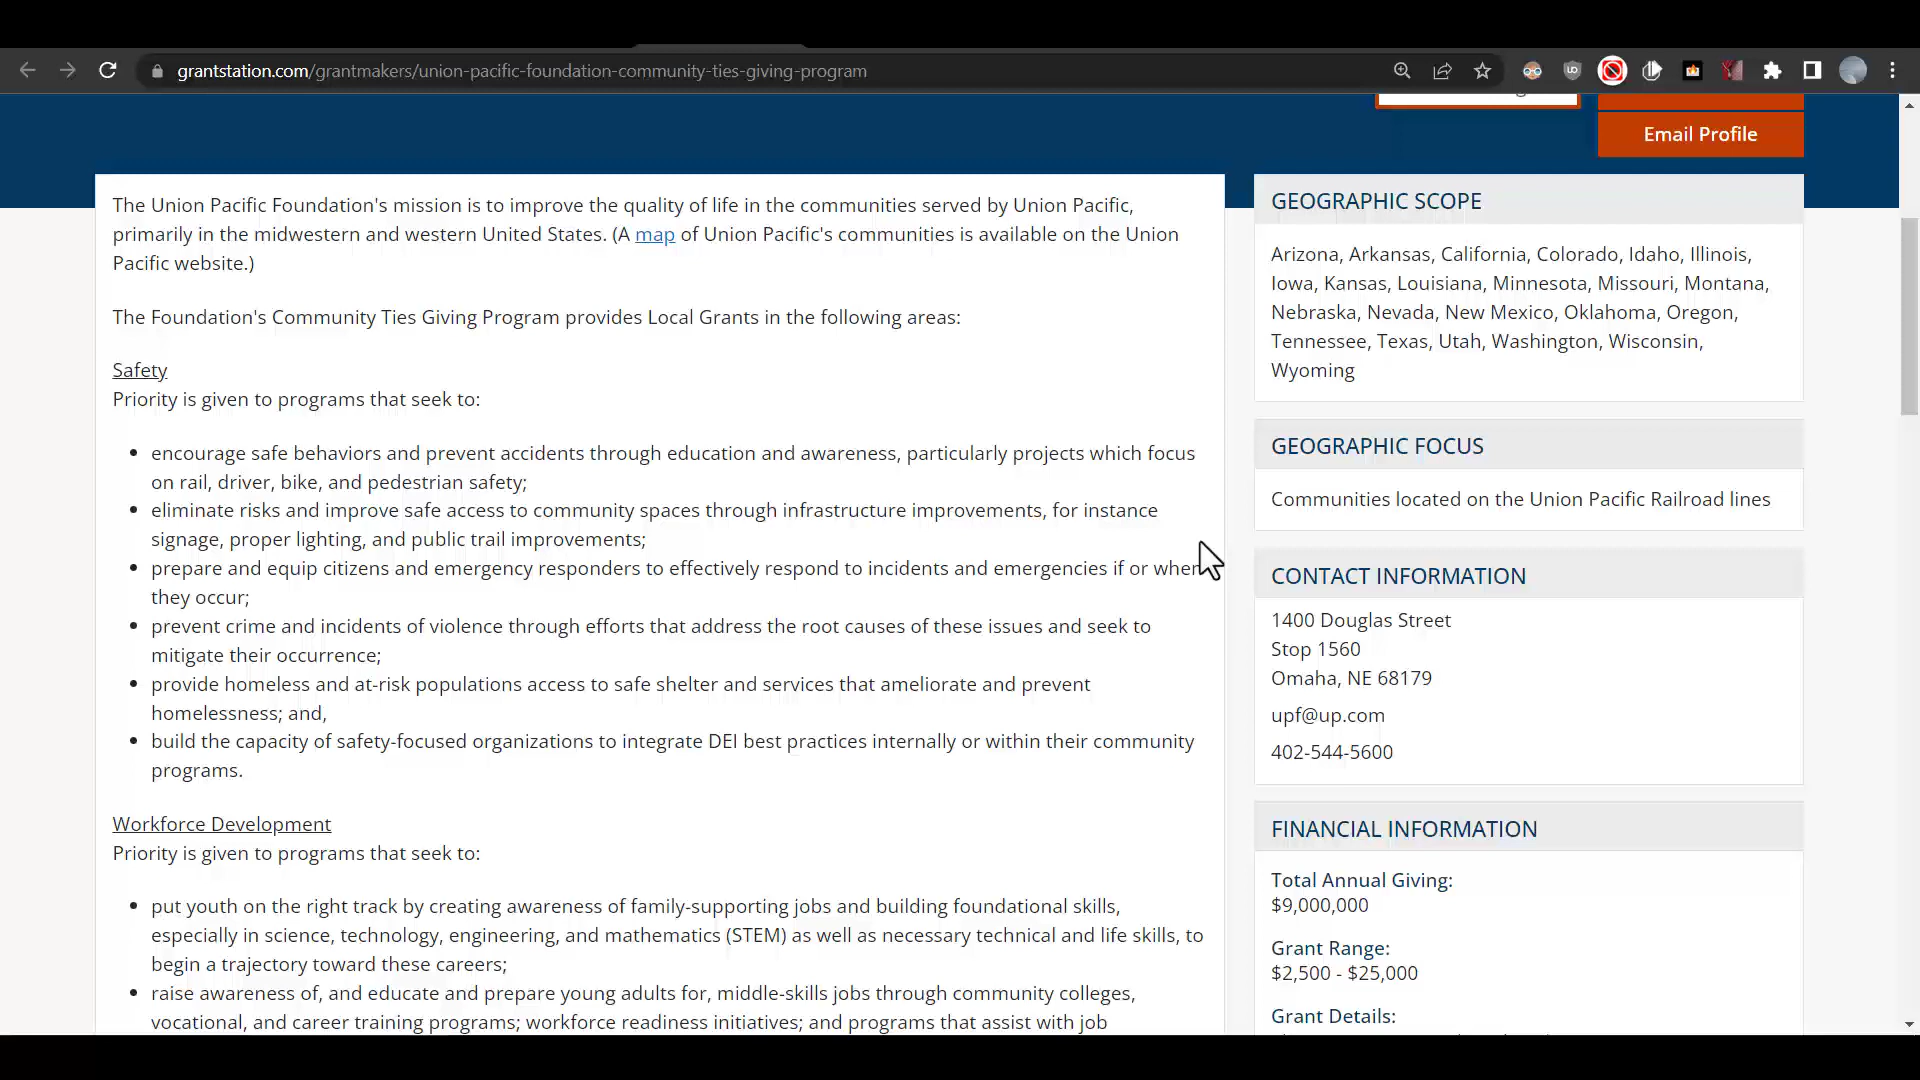 grantstation.com/grantmakers/union-pacific-foundation-community-ties-giving-program
Email Profile
The Union Pacific Foundation's mission is to improve the quality of life in the communities served by Union Pacific,
primarily in the midwestern and western United States. (A map of Union Pacific's communities is available on the Union
Pacific website.)
The Foundation's Community Ties Giving Program provides Local Grants in the following areas:
Safety
Priority is given to programs that seek to:
encourage safe behaviors and prevent accidents through education and awareness, particularly projects which focus
on rail, driver, bike, and pedestrian safety;
eliminate risks and improve safe access to community spaces through infrastructure improvements, for instance
signage, proper lighting, and public trail improvements;
prepare and equip citizens and emergency responders to effectively respond to incidents and emergencies if or when
they occur;
prevent crime and incidents of violence through efforts that address the root causes of these issues and seek to
mitigate their occurrence;
provide homeless and at-risk populations access to safe shelter and services that ameliorate and prevent
homelessness; and,
build the capacity of safety-focused organizations to integrate DEI best practices internally or within their community
programs.
Workforce Development
Priority is given to programs that seek to:
put youth on the right track by creating awareness of family-supporting jobs and building foundational skills,
especially in science, technology, engineering, and mathematics (STEM) as well as necessary technical and life skills, to
begin a trajectory toward these careers;
raise awareness of, and educate and prepare young adults for, middle-skills jobs through community colleges,
vocational, and career training programs; workforce readiness initiatives; and programs that assist with job
GEOGRAPHIC SCOPE
Arizona, Arkansas, California, Colorado, Idaho, Illinois,
Iowa, Kansas, Louisiana, Minnesota, Missouri, Montana,
Nebraska, Nevada, New Mexico, Oklahoma, Oregon,
Tennessee, Texas, Utah, Washington, Wisconsin,
Wyoming
GEOGRAPHIC FOCUS
Communities located on the Union Pacific Railroad lines
CONTACT INFORMATION
1400 Douglas Street
Stop 1560
Omaha, NE 68179
upf@up.com
402-544-5600
FINANCIAL INFORMATION
Total Annual Giving:
$9,000,000
Grant Range:
$2,500 - $25,000
Grant Details: